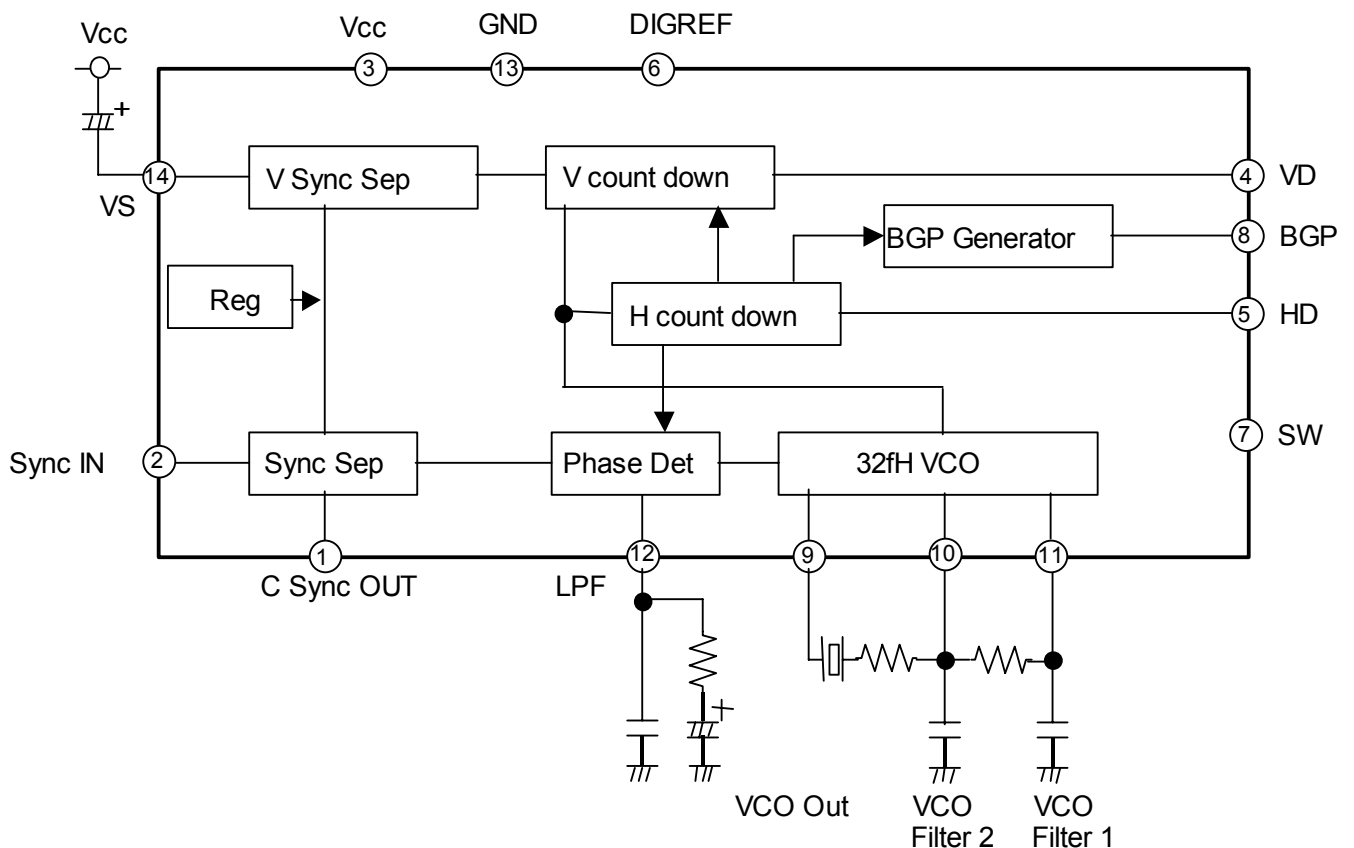 Vcc
Vcc
GND
DIGREF
3
13
6
+
14
VS
V Sync Sep
V count down
4
VD
BGP Generator
8
BGP
Reg
H count down
5
HD
7
SW
Sync IN
2
Sync Sep
Phase Det
32fH VCO
1
12
9
10
11
C Sync OUT
LPF
+
VCO Out
VCO
Filter 2
VCO
Filter 1